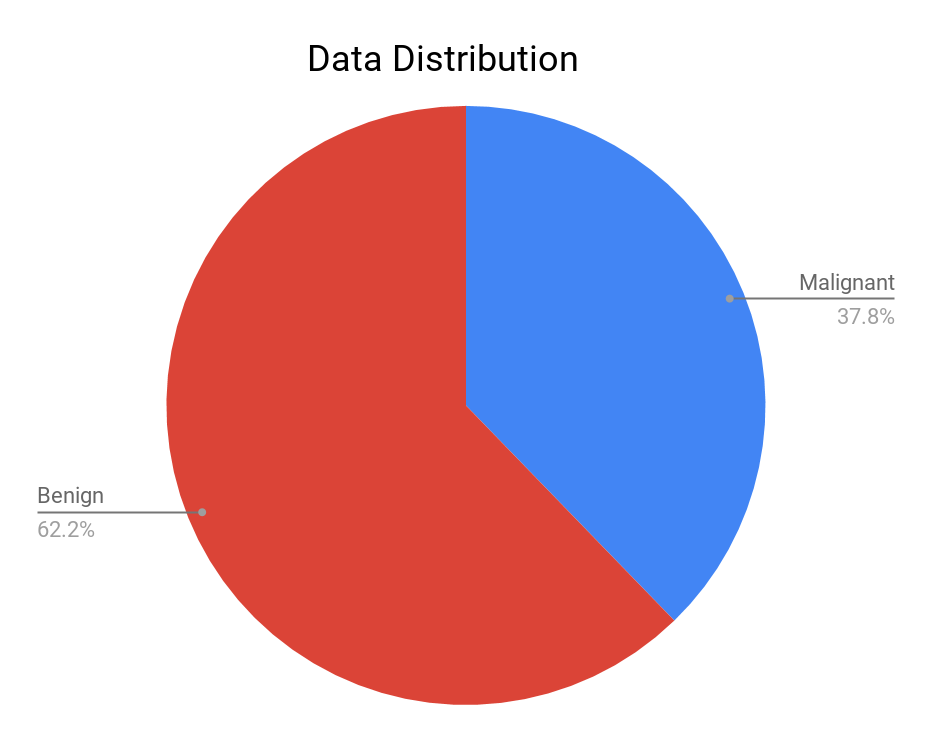 Data Distribution
Malignant
37.8%
Benign
62.2%